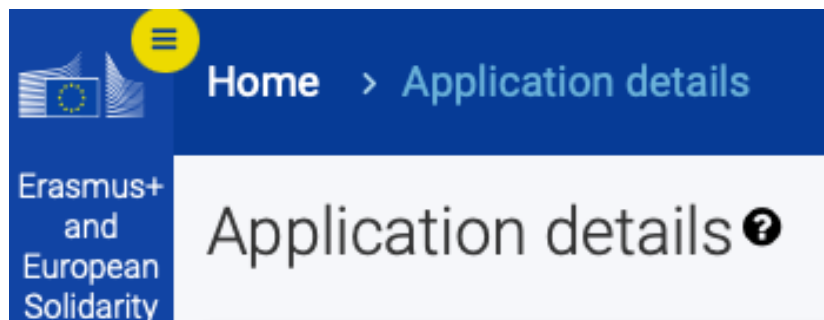 Home > Application details
Erasmus+
and
European
Solidarity
Application details